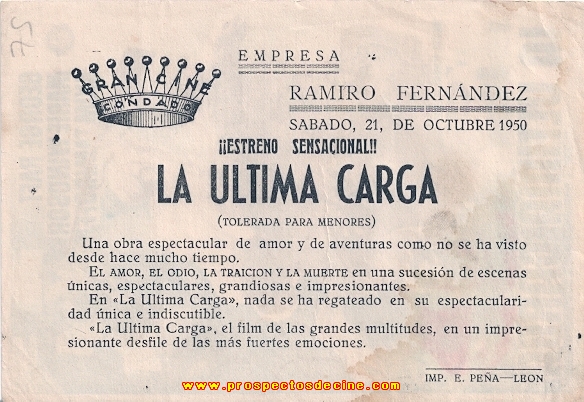 75
GRAN CINE
CONDADO
EMPRESA
RAMIRO FERNÁNDEZ
SABADO, 21, DE OCTUBRE 1950
¡¡ESTRENO SENSACIONAL!!
LA ULTIMA CARGA
(TOLERADA PARA MENORES)
Una obra espectacular de amor y de aventuras como no se ha visto
desde hace mucho tiempo.
EL AMOR, EL ODIO, LA TRAICION Y LA MUERTE en una sucesión de escenas
únicas, espectaculares, grandiosas e impresionantes.
En «La Ultima Carga», nada se ha regateado en su espectaculari-
dad única e indiscutible.
«La Ultima Carga», el film de las grandes multitudes, en un impre-
sionante desfile de las más fuertes emociones.
IMP. E. PEÑA—LEON
www.prospectosdecine.com